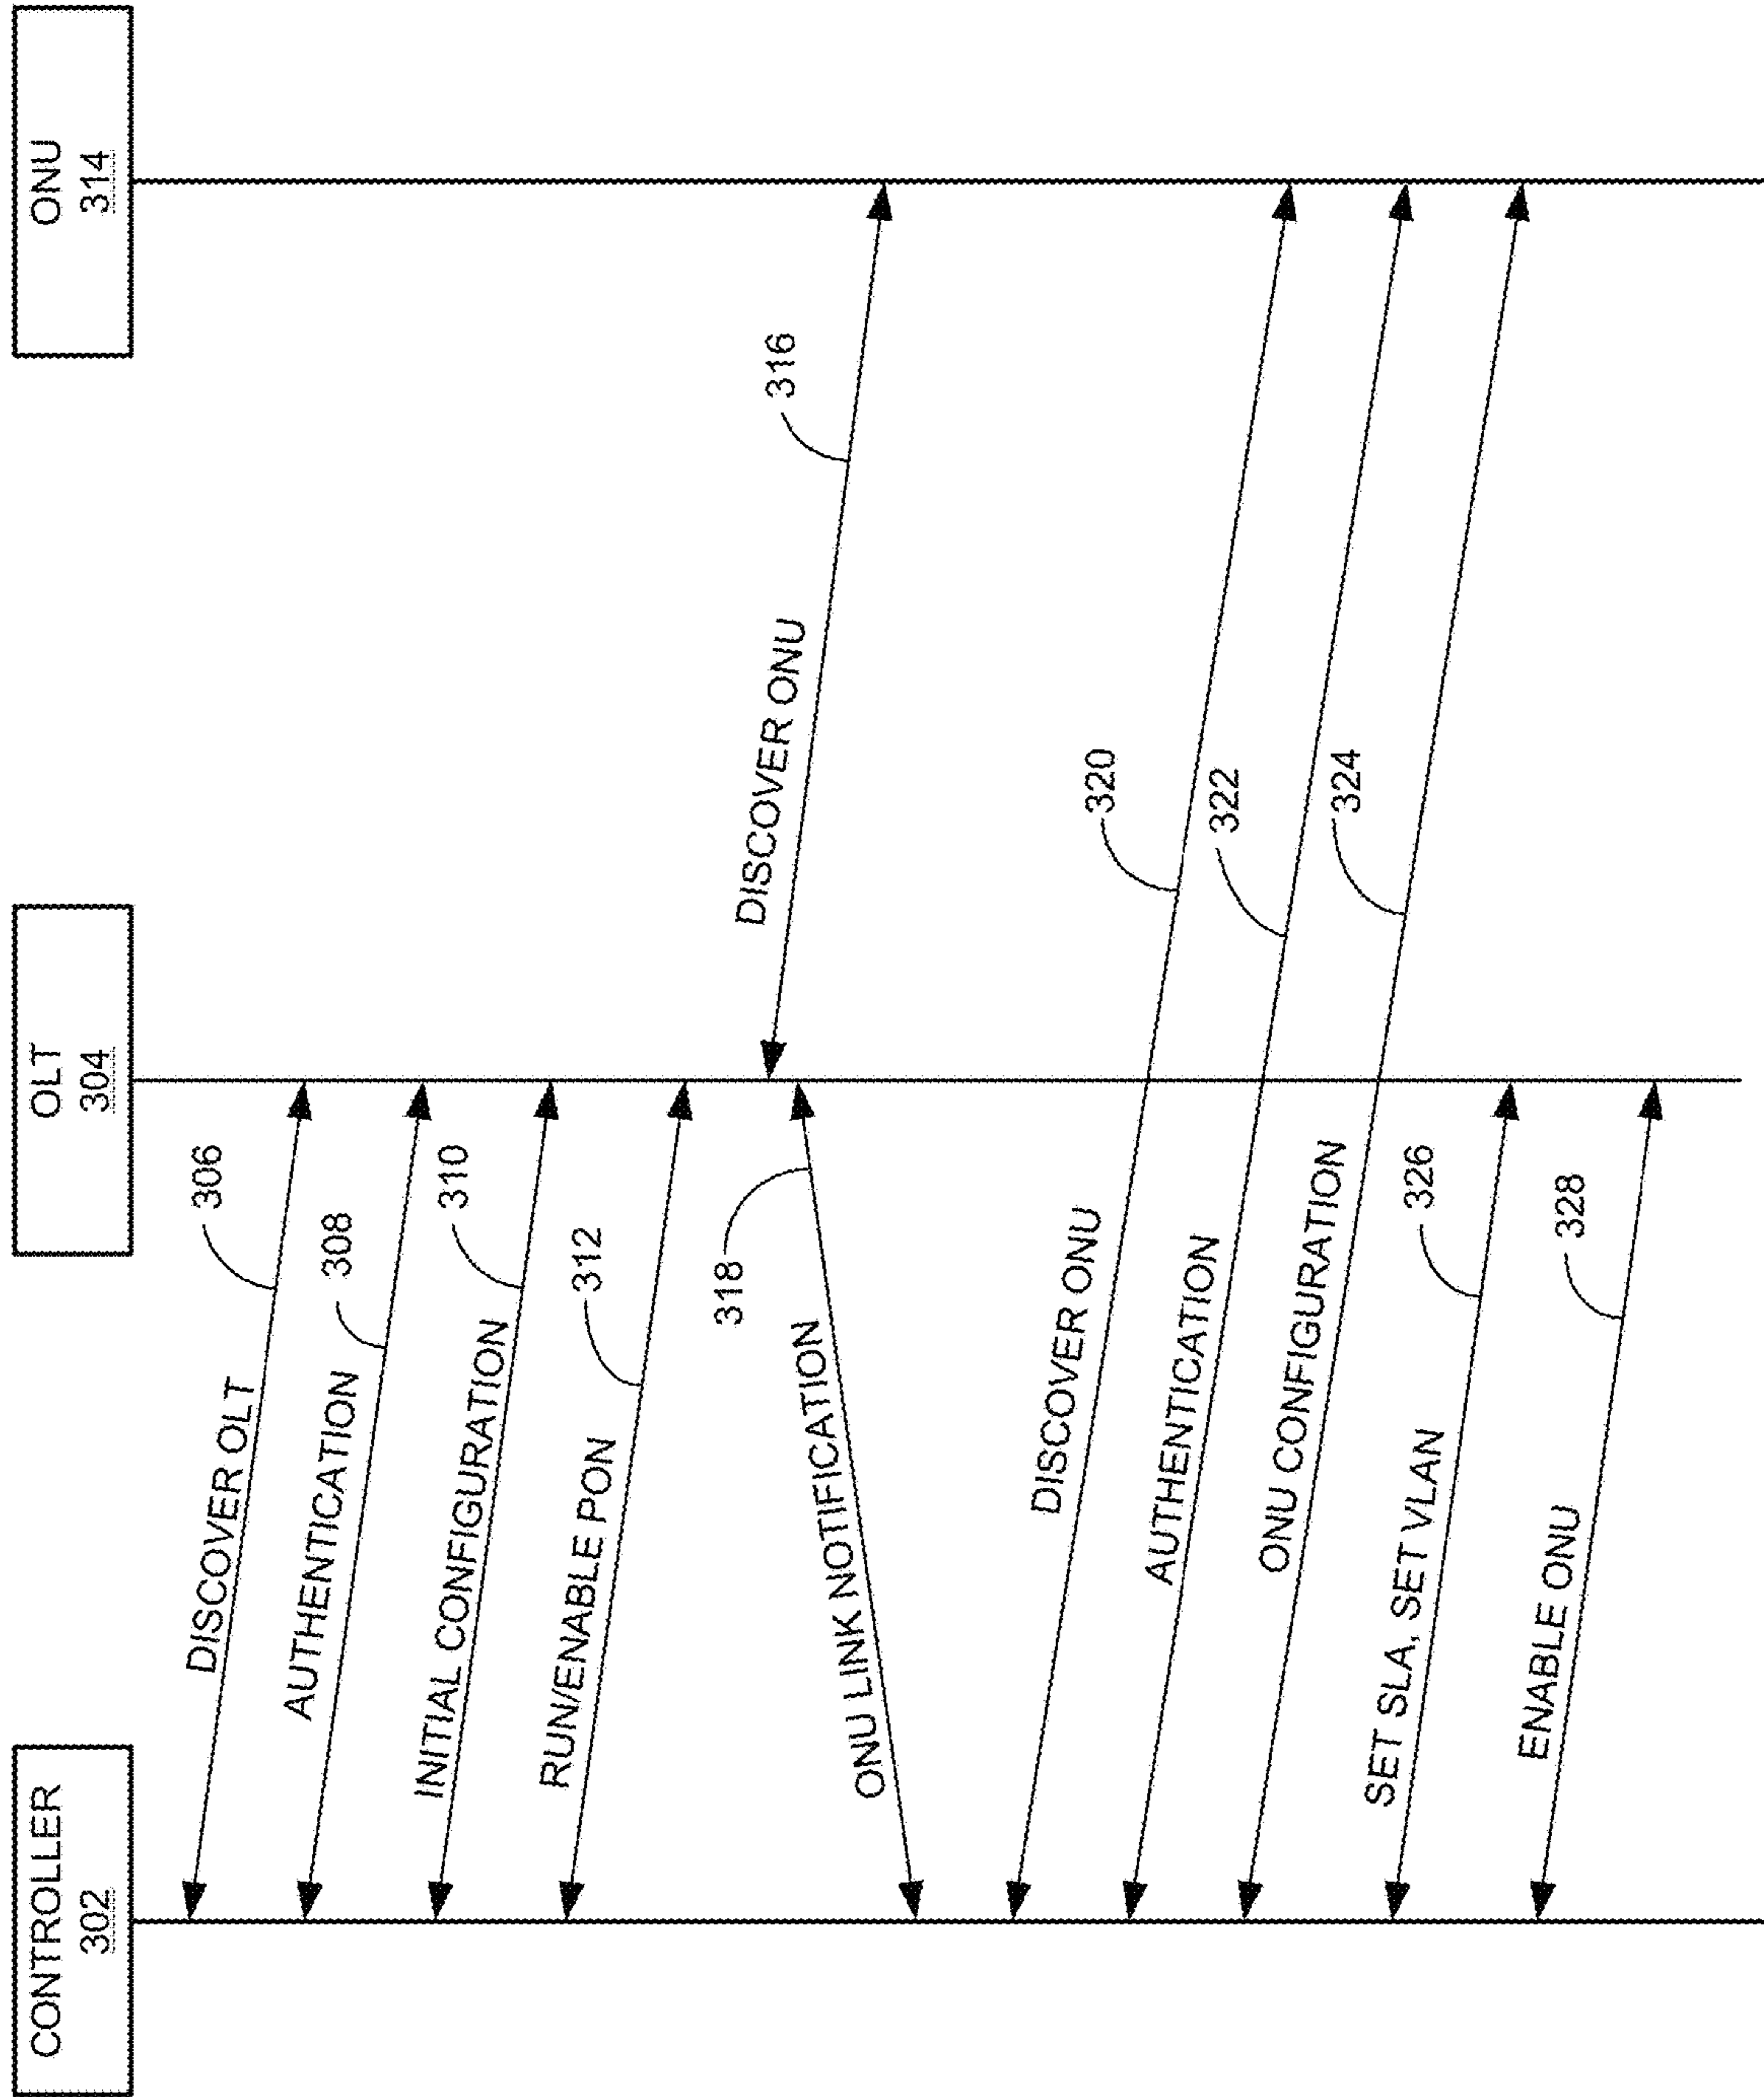 CONTROLLER
302
OLT
304
ONU
314
DISCOVER OLT
306
AUTHENTICATION
308
INITIAL CONFIGURATION
310
RUN/ENABLE PON
312
DISCOVER ONU
316
ONU LINK NOTIFICATION
318
DISCOVER ONU
320
AUTHENTICATION
322
ONU CONFIGURATION
324
SET SLA, SET VLAN
326
ENABLE ONU
328